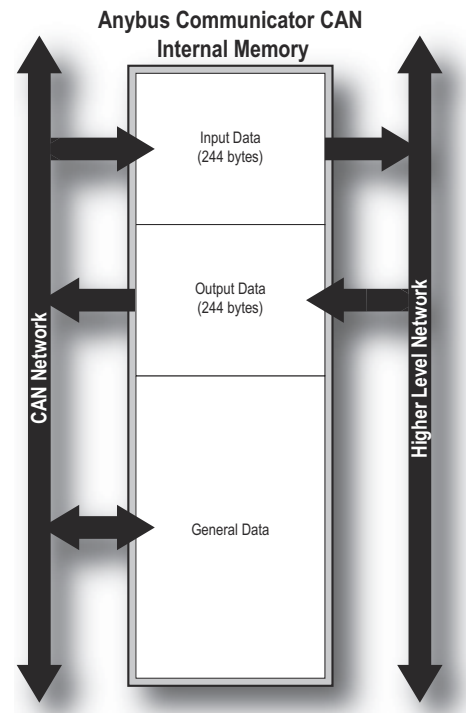 Anybus Communicator CAN
Internal Memory
Input Data
(244 bytes)
Output Data
(244 bytes)
General Data
CAN Network
Higher Level Network